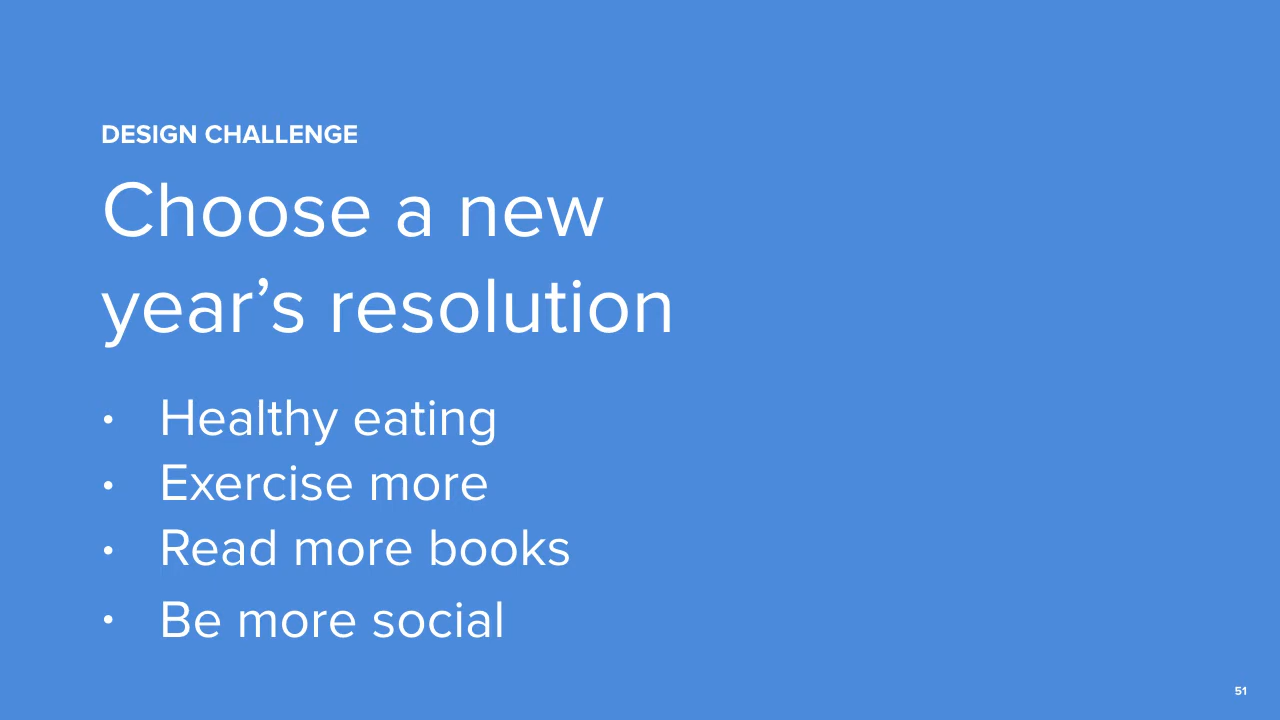 DESIGN CHALLENGE
Choose a new
year’s resolution
• Healthy eating
• Exercise more
• Read more books
• Be more social
51